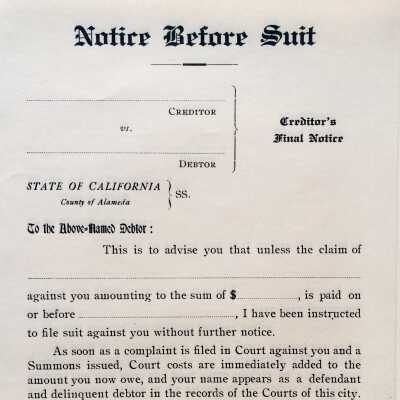 Notice Before Suit
CREDITOR
vs.
DEBTOR
Creditor's
Final Notice
STATE OF CALIFORNIA
County of Alameda
SS.
To the Above-Named Debtor:
This is to advise you that unless the claim of
against you amounting to the sum of $ , is paid on
or before , I have been instructed
to file suit against you without further notice.
As soon as a complaint is filed in Court against you and a
Summons issued, Court costs are immediately added to the
amount you now owe, and your name appears as a defendant
and delinquent debtor in the records of the Courts of this city.